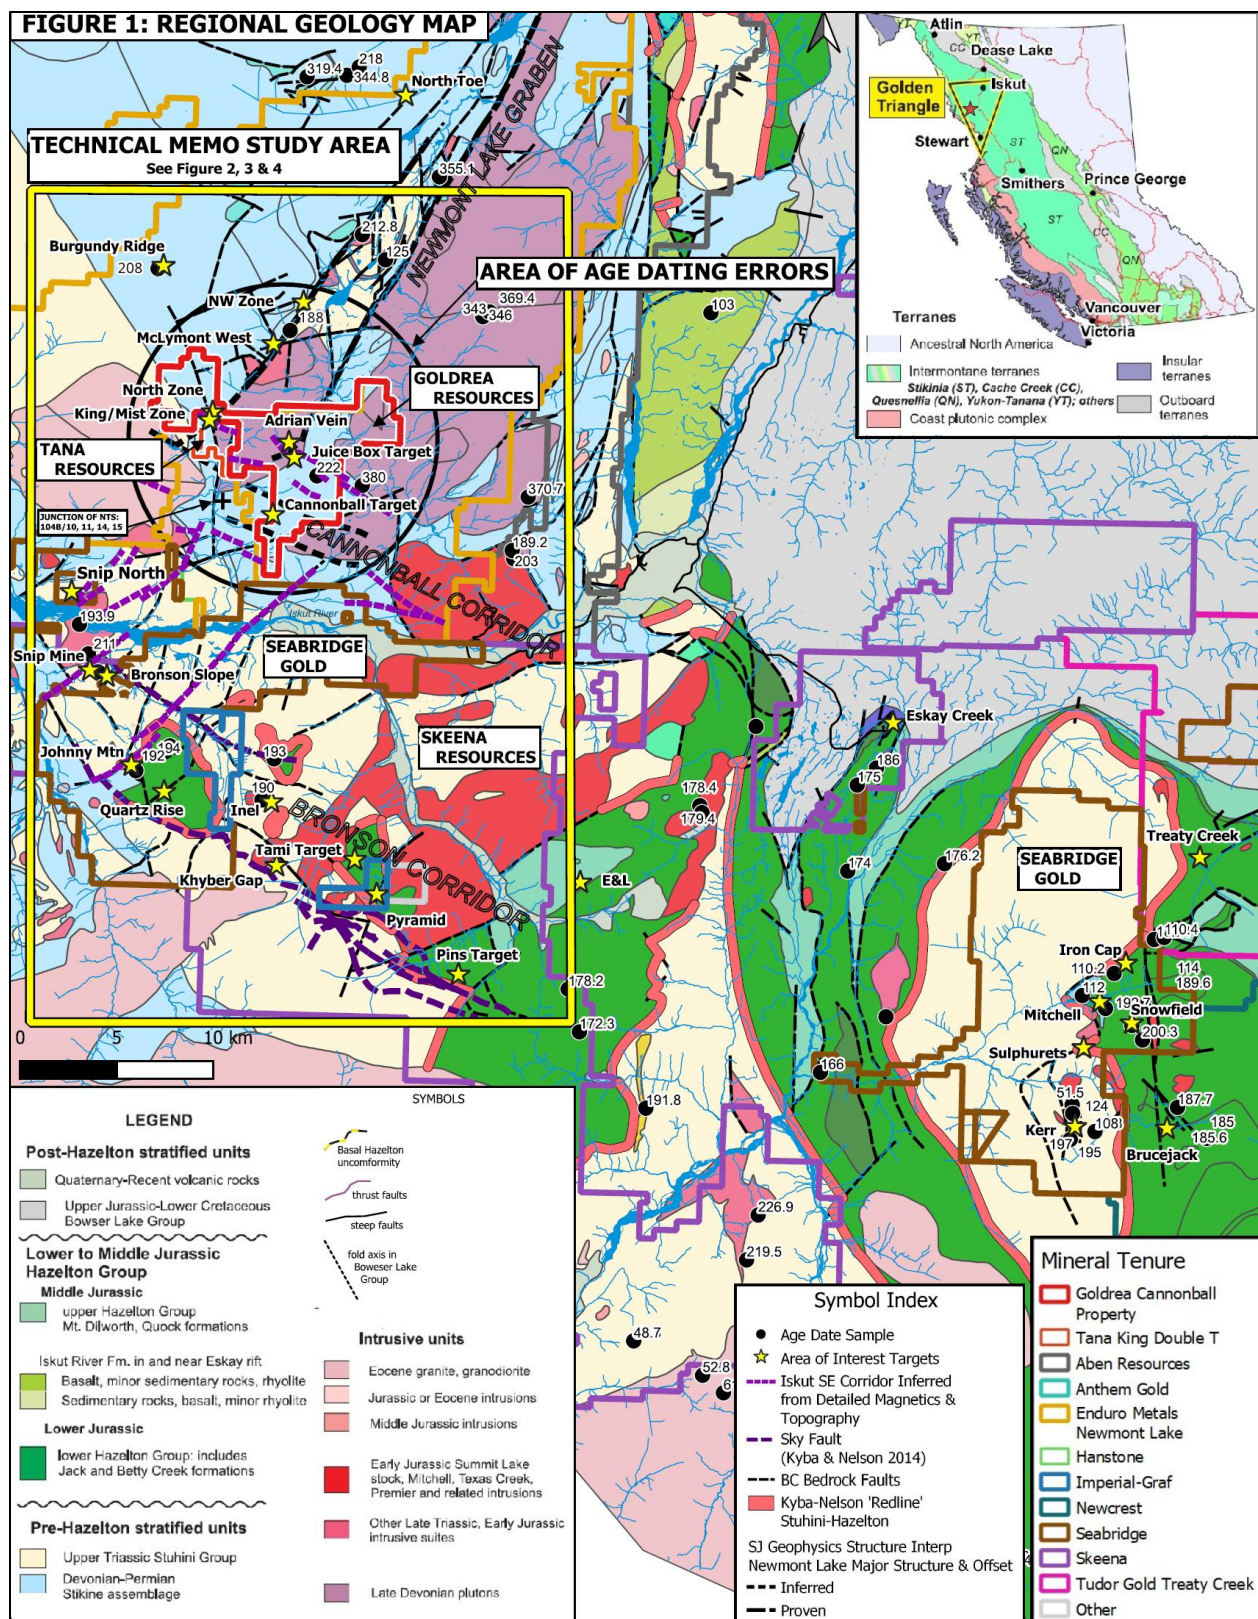 FIGURE 1: REGIONAL GEOLOGY MAP
218
319.4
344.8
North Toe
TECHNICAL MEMO STUDY AREA
See Figure 2, 3 & 4
355.1
NEWMONT LAKE GRABEN
212.8
Burgundy Ridge
208
125
AREA OF AGE DATING ERRORS
NW Zone
369.4
343
346
103
188
McLymont West
North Zone
GOLDREA
RESOURCES
King/Mist Zone
Adrian Vein
TANA
RESOURCES
Juice Box Target
222
380
370.7
Cannonball Target
JUNCTION OF NTS:
104B/10, 11, 14, 15
CANNONBALL CORRIDOR
189.2
203
Snip North
Iskut River
193.9
SEABRIDGE
GOLD
211
Snip Mine
Bronson Slope
Eskay Creek
SKEENA
RESOURCES
194
Johnny Mtn
192
193
186
175
190
178.4
179.4
Quartz Rise
Inel
BRONSON CORRIDOR
Treaty Creek
Tami Target
174
176.2
SEABRIDGE
GOLD
Khyber Gap
E&L
Pyramid
110.4
Pins Target
Iron Cap
110.2
114
189.6
178.2
112
Mitchell
Snowfield
172.3
200.3
Sulphurets
166
191.8
51.5
124
187.7
108
185
Kerr
197
195
185.6
Brucejack
226.9
219.5
48.7
52.8
0 5 10 km
Atlin
YT
YT
CC
Dease Lake
Iskut
Golden
Triangle
Stewart
ST
QN
Smithers
Prince George
ST
CC
QN
Vancouver
Victoria
Terranes
Ancestral North America
Intermontane terranes
Stikinia (ST), Cache Creek (CC),
Quesnellia (QN), Yukon-Tanana (YT); others
Coast plutonic complex
Insular
terranes
Outboard
terranes
LEGEND
Post-Hazelton stratified units
Quaternary-Recent volcanic rocks
Upper Jurassic-Lower Cretaceous
Bowser Lake Group
Lower to Middle Jurassic
Hazelton Group
Middle Jurassic
upper Hazelton Group
Mt. Dilworth, Quock formations
Iskut River Fm. in and near Eskay rift
Basalt, minor sedimentary rocks, rhyolite
Sedimentary rocks, basalt, minor rhyolite
Lower Jurassic
lower Hazelton Group: includes
Jack and Betty Creek formations
Pre-Hazelton stratified units
Upper Triassic Stuhini Group
Devonian-Permian
Stikine assemblage
SYMBOLS
Basal Hazelton
uncomformity
thrust faults
steep faults
fold axis in
Boweser Lake
Group
Intrusive units
Eocene granite, granodiorite
Jurassic or Eocene intrusions
Middle Jurassic intrusions
Early Jurassic Summit Lake
stock, Mitchell, Texas Creek,
Premier and related intrusions
Other Late Triassic, Early Jurassic
intrusive suites
Late Devonian plutons
Symbol Index
Age Date Sample
Area of Interest Targets
Iskut SE Corridor Inferred
from Detailed Magnetics &
Topography
Sky Fault
(Kyba & Nelson 2014)
BC Bedrock Faults
Kyba-Nelson 'Redline'
Stuhini-Hazelton
SJ Geophysics Structure Interp
Newmont Lake Major Structure & Offset
Inferred
Proven
Mineral Tenure
Goldrea Cannonball
Property
Tana King Double T
Aben Resources
Anthem Gold
Enduro Metals
Newmont Lake
Hanstone
Imperial-Graf
Newcrest
Seabridge
Skeena
Tudor Gold Treaty Creek
Other